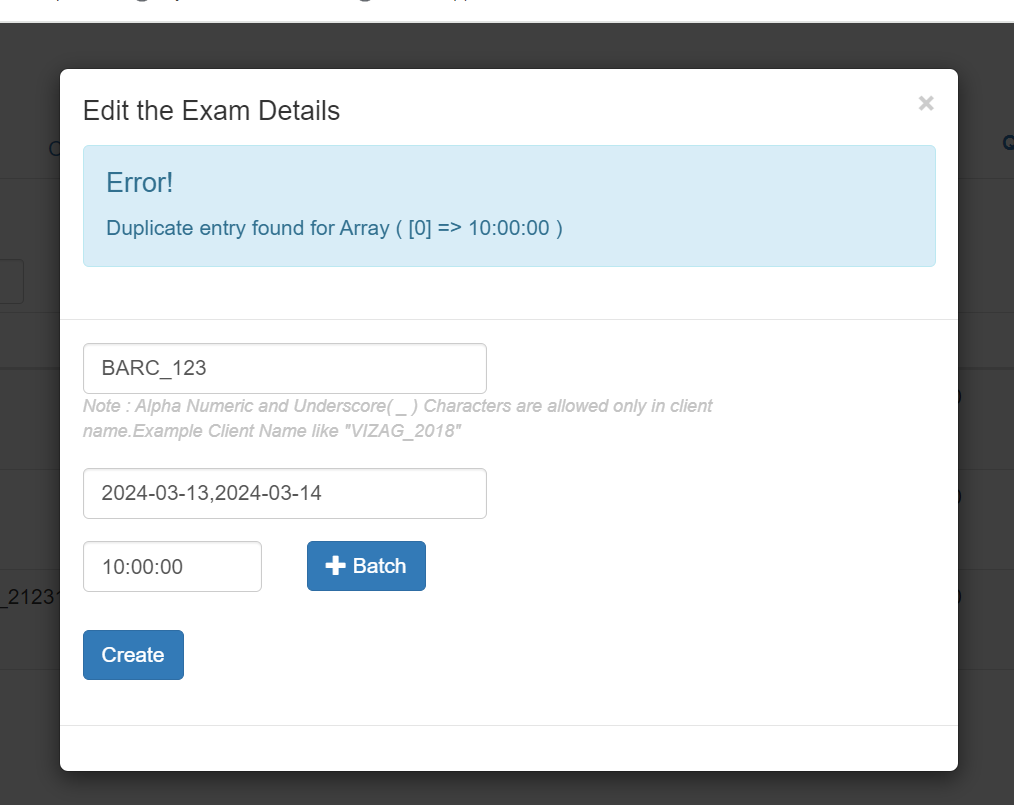 Edit the Exam Details
×
Error!
Duplicate entry found for Array ( [0] => 10:00:00 )
BARC_123
Note : Alpha Numeric and Underscore( _ ) Characters are allowed only in client
name.Example Client Name like "VIZAG_2018"
2024-03-13,2024-03-14
10:00:00
+ Batch
_2123
Create